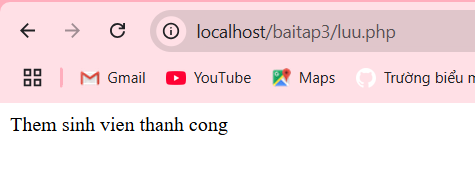 localhost/baitap3/luu.php
Gmail YouTube Maps Trường biểu m
Them sinh vien thanh cong